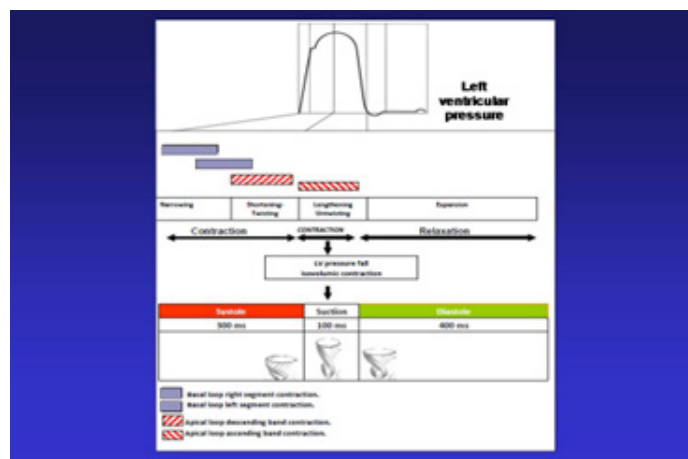 Left
ventricular
pressure
Narrowing
Shortening-
Twisting
Lengthening
Untwisting
Expansion
Contraction
CONTRACTION
Relaxation
LV pressure fall
isovolumic contraction
Systole
Suction
Diastole
300 ms
100 ms
400 ms
Basal loop right segment contraction.
Basal loop left segment contraction.
Apical loop descending band contraction.
Apical loop ascending band contraction.